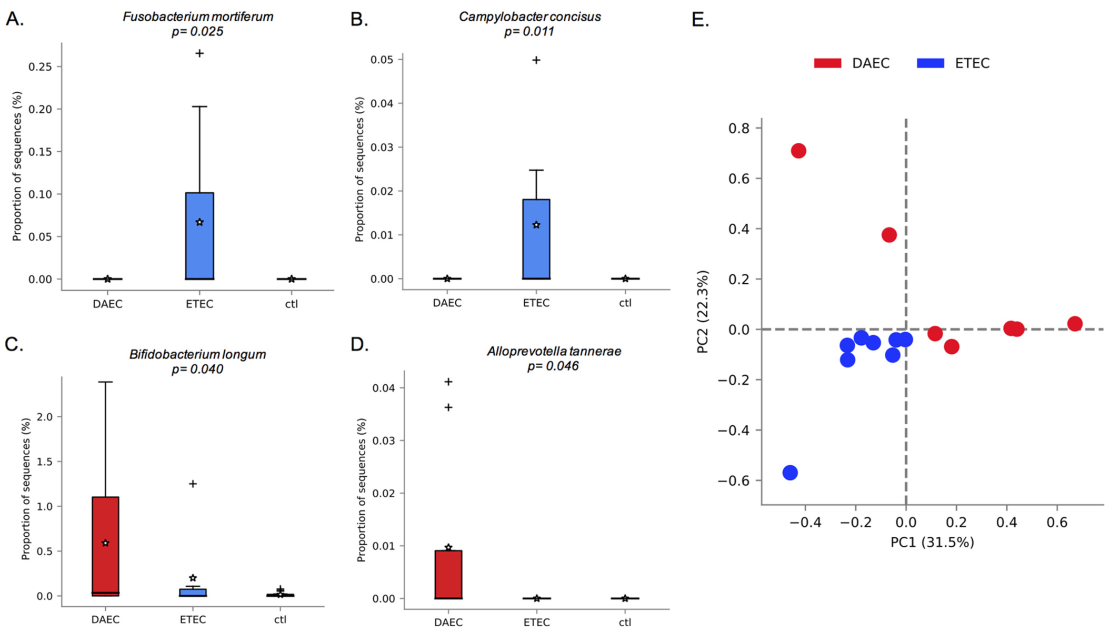 A.
Fusobacterium mortiferum
p= 0.025
Proportion of sequences (%)
0.25
0.20
0.15
0.10
0.05
0.00
DAEC
ETEC
ctl
B.
Campylobacter concisus
p= 0.011
Proportion of sequences (%)
0.05
0.04
0.03
0.02
0.01
0.00
DAEC
ETEC
ctl
C.
Bifidobacterium longum
p= 0.040
Proportion of sequences (%)
2.0
1.5
1.0
0.5
0.0
DAEC
ETEC
ctl
D.
Alloprevotella tannerae
p= 0.046
Proportion of sequences (%)
0.04
0.03
0.02
0.01
0.00
DAEC
ETEC
ctl
E.
DAEC ETEC
PC2 (22.3%)
0.8
0.6
0.4
0.2
0.0
−0.2
−0.4
−0.6
−0.4 −0.2 0.0 0.2 0.4 0.6
PC1 (31.5%)